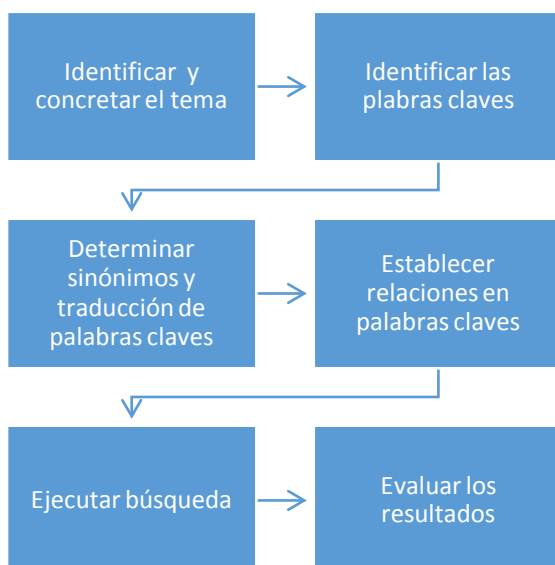 Identificar y
concretar el tema
Identificar las
plabras claves
Determinar
sinónimos y
traducción de
palabras claves
Establecer
relaciones en
palabras claves
Ejecutar búsqueda
Evaluar los
resultados